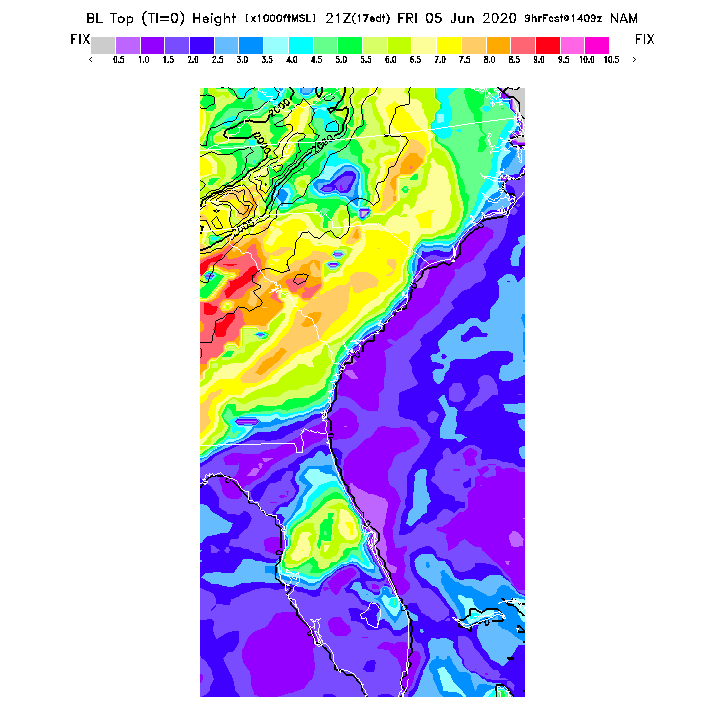 BL Top (TI=0) Height [x1000ftMSL] 21Z(17edt) FRI 05 Jun 2020 9hrFcst@1409z NAM
FIX FIX
< 0.5 1.0 1.5 2.0 2.5 3.0 3.5 4.0 4.5 5.0 5.5 6.0 6.5 7.0 7.5 8.0 8.5 9.0 9.5 10.0 10.5 >
2000
2000
2000